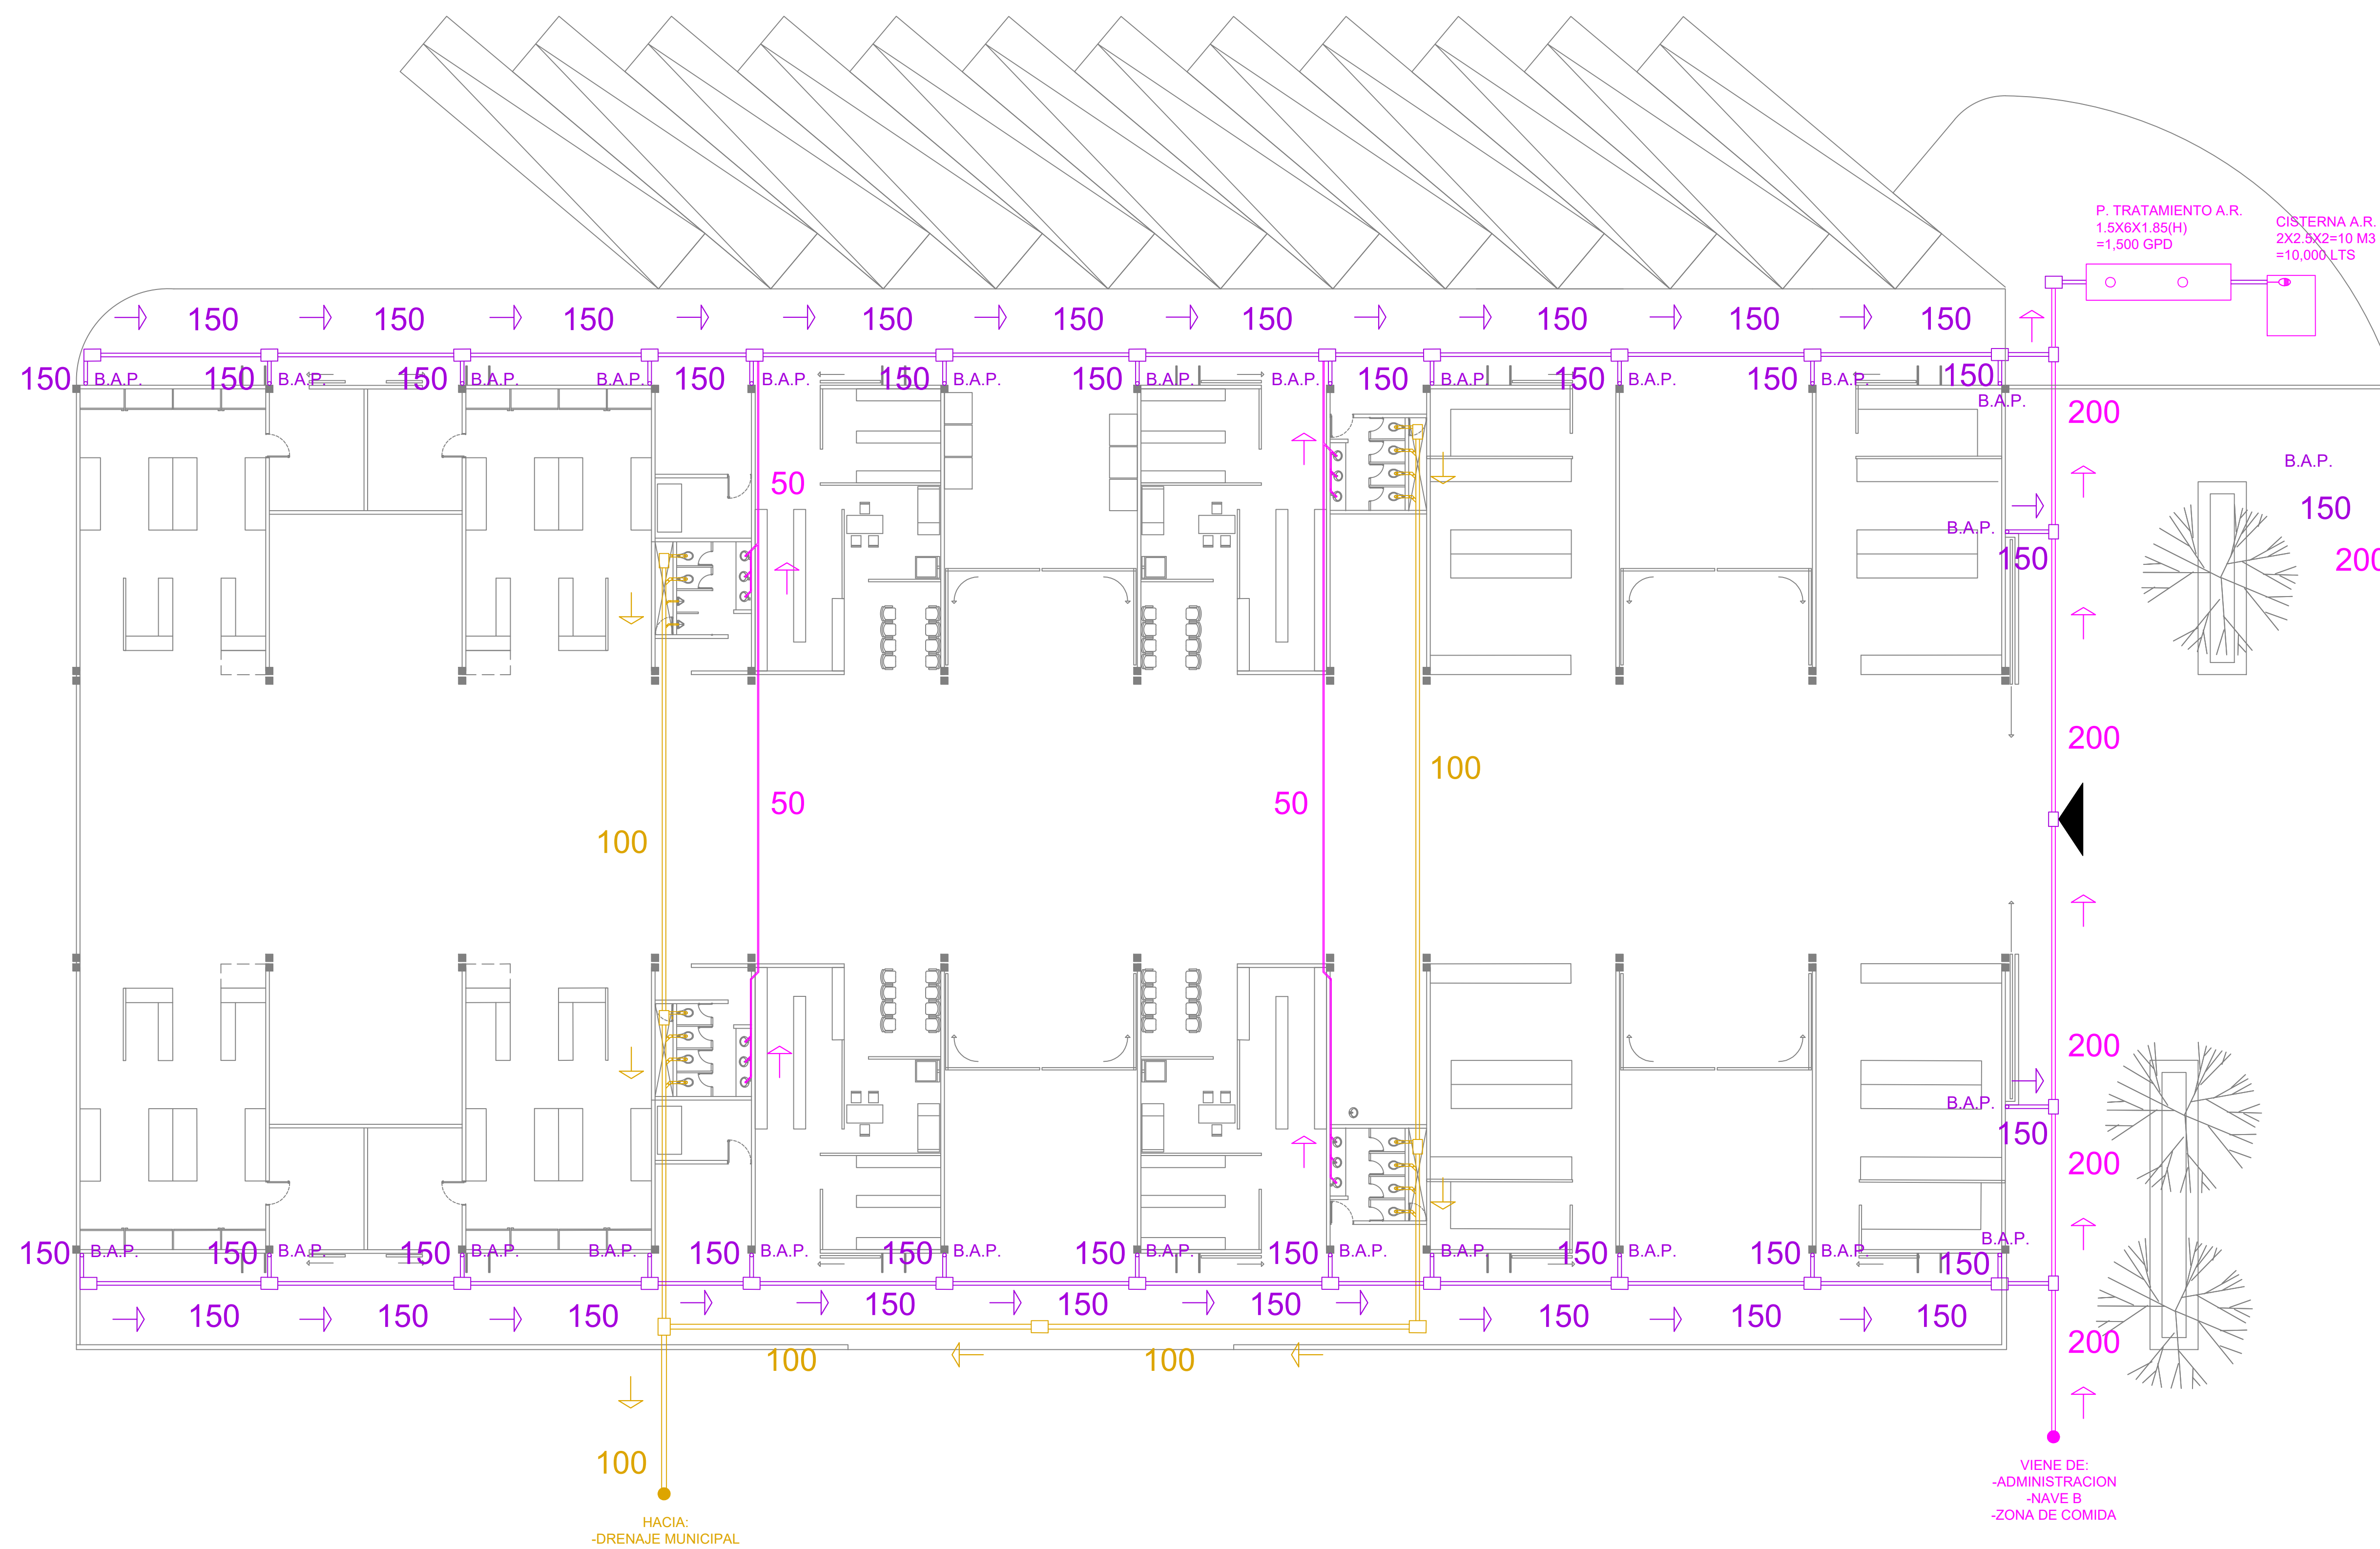 P. TRATAMIENTO A.R.
1.5X6X1.85(H)
=1,500 GPD
CISTERNA A.R.
2X2.5X2=10 M3
=10,000 LTS
150 150 150 150 150 150 150 150 150
150 B.A.P. 150 B.A.P. 150 B.A.P. B.A.P. 150 B.A.P. 150 B.A.P. 150 B.A.P. B.A.P. 150 B.A.P. 150 B.A.P. 150 B.A.P. 150
B.A.P.
200
B.A.P.
50
150
B.A.P.
150
200
200
100
50
50
100
200
B.A.P.
150
200
B.A.P.
150 B.A.P. 150 B.A.P. 150 B.A.P. B.A.P. 150 B.A.P. 150 B.A.P. 150 B.A.P. 150 B.A.P. B.A.P. 150 B.A.P. 150 B.A.P. 150
150 150 150 150 150 150 150 150 150
200
100 100
100
VIENE DE:
-ADMINISTRACION
-NAVE B
-ZONA DE COMIDA
HACIA:
-DRENAJE MUNICIPAL